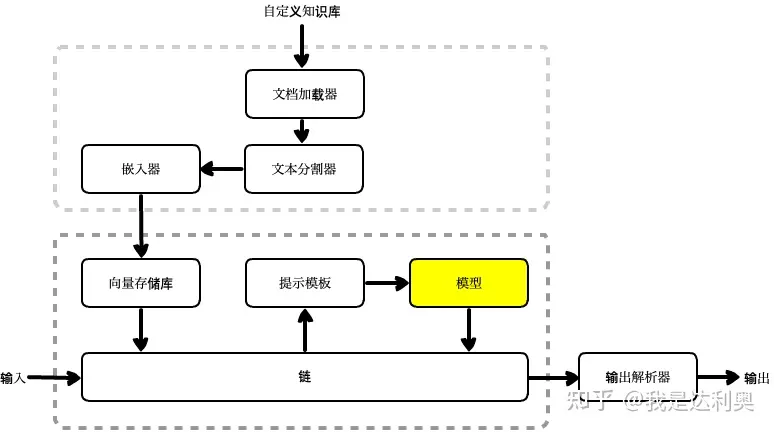 自定义知识库
文档加载器
嵌入器
文本分割器
向量存储库
提示模板
模型
输入
链
输出解析器
输出
知乎 @我是达利奥